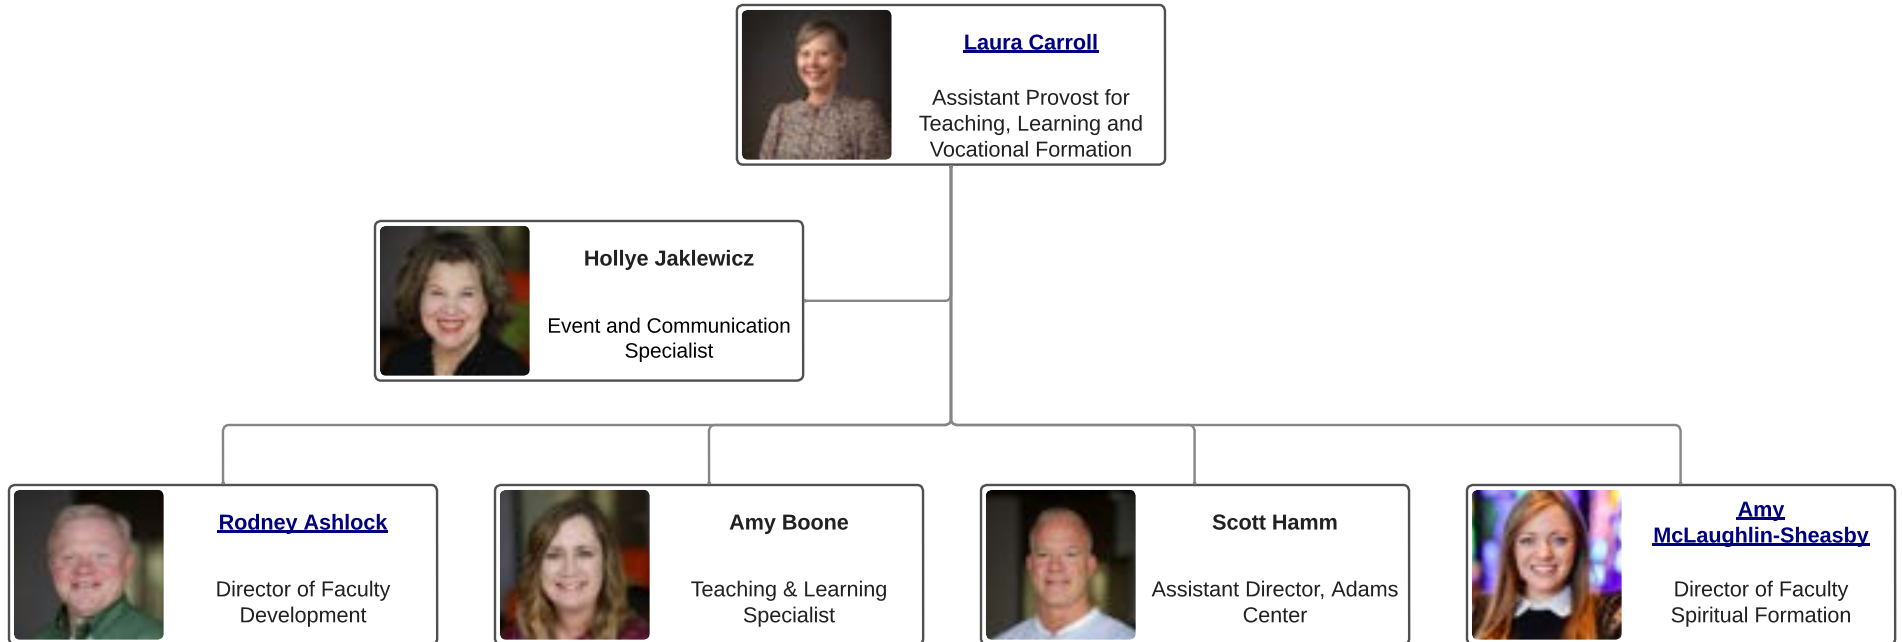 Laura Carroll
Assistant Provost for
Teaching, Learning and
Vocational Formation
Hollye Jaklewicz
Event and Communication
Specialist
Rodney Ashlock
Director of Faculty
Development
Amy Boone
Teaching & Learning
Specialist
Scott Hamm
Assistant Director, Adams
Center
Amy
McLaughlin-Sheasby
Director of Faculty
Spiritual Formation